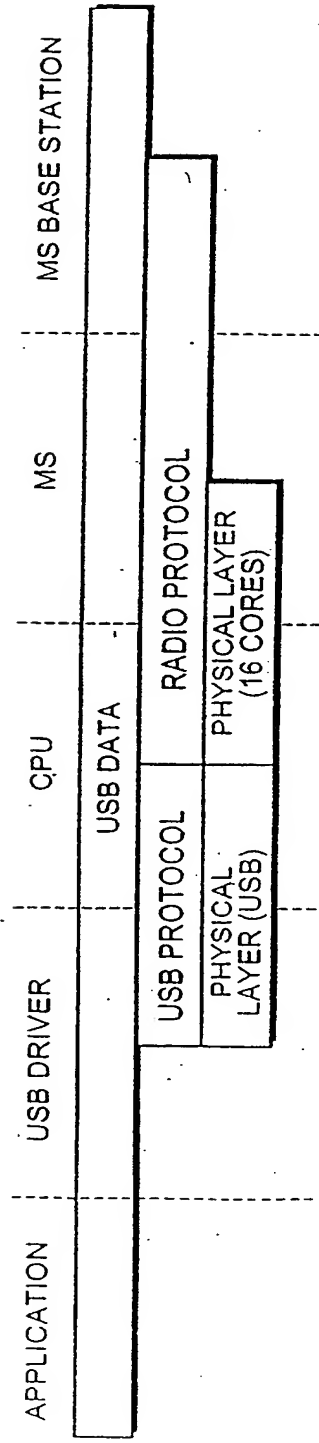 APPLICATION
USB DRIVER
CPU
MS
MS BASE STATION
USB DATA
USB PROTOCOL
RADIO PROTOCOL
PHYSICAL
LAYER (USB)
PHYSICAL LAYER
(16 CORES)